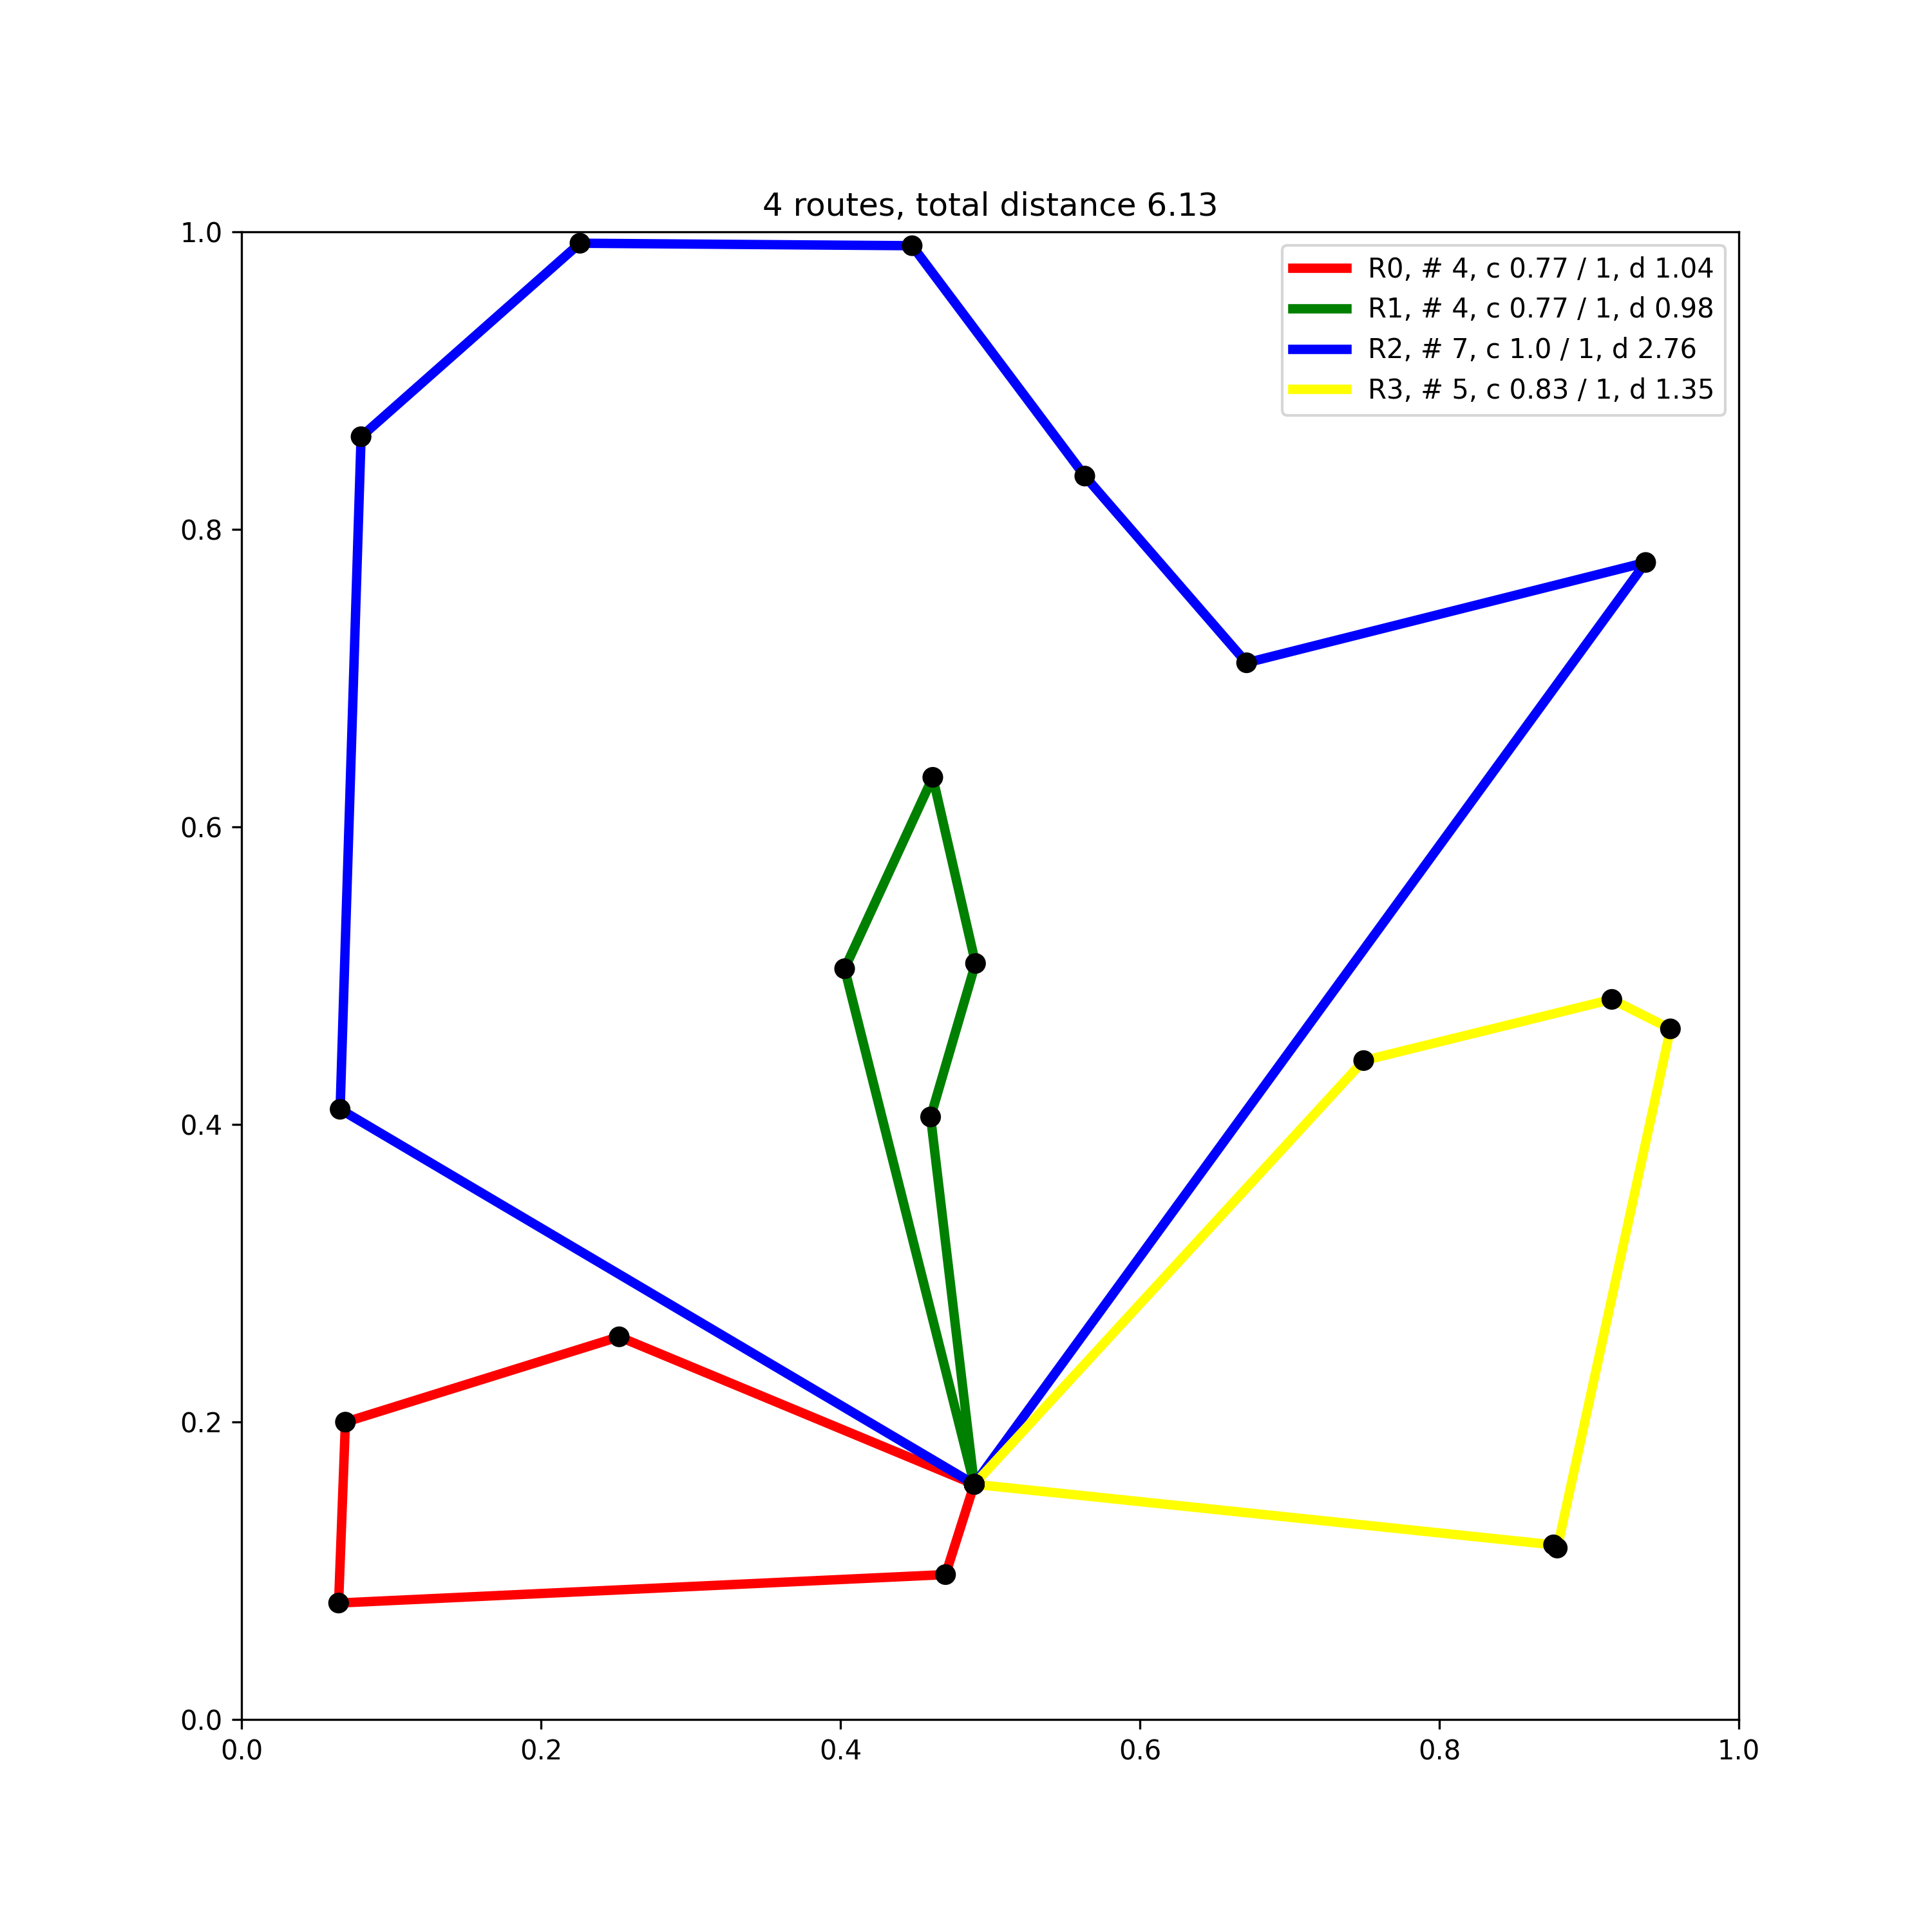 4 routes, total distance 6.13
R0, # 4, c 0.77 / 1, d 1.04
R1, # 4, c 0.77 / 1, d 0.98
R2, # 7, c 1.0 / 1, d 2.76
R3, # 5, c 0.83 / 1, d 1.35
1.0
0.8
0.6
0.4
0.2
0.0
0.0 0.2 0.4 0.6 0.8 1.0